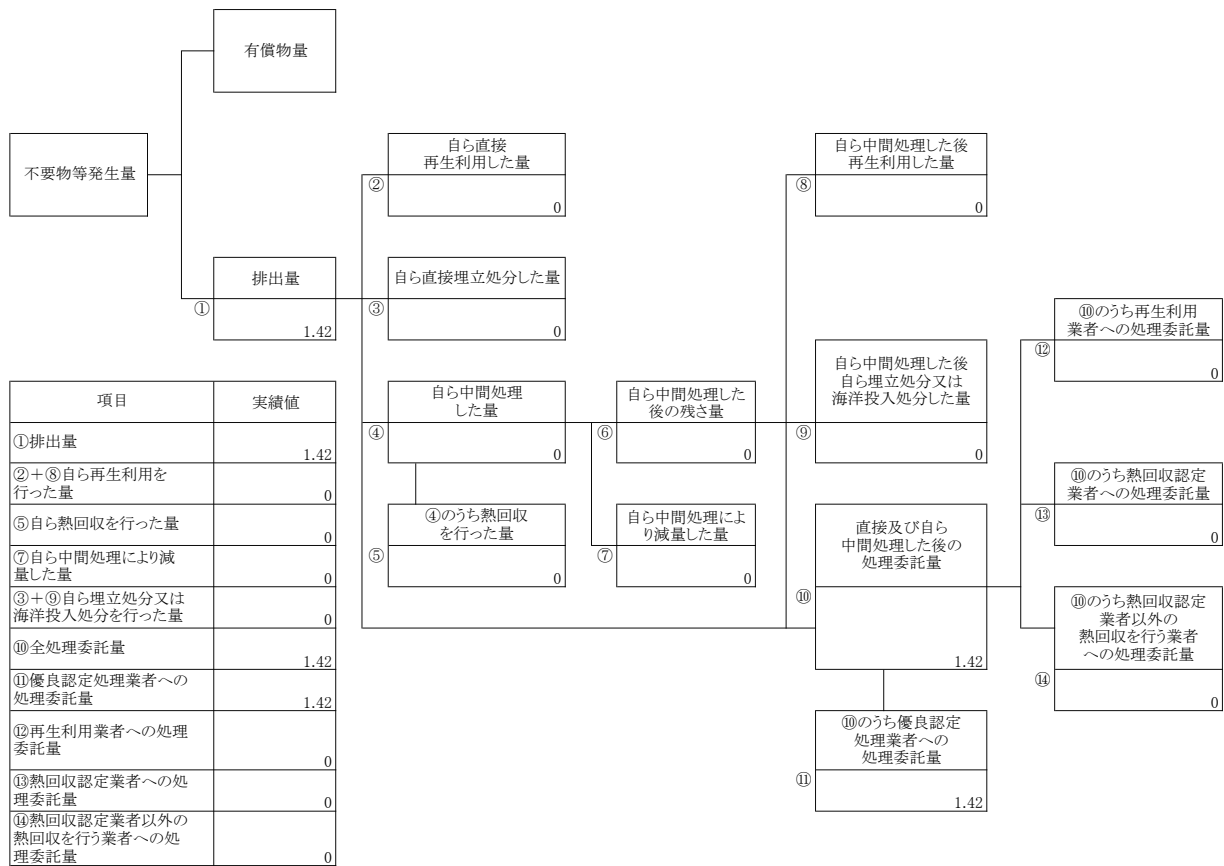 有償物量
不要物等発生量
自ら直接
再生利用した量
②
0
自ら中間処理した後
再生利用した量
⑧
0
排出量
①
1.42
自ら直接埋立処分した量
③
0
⑩のうち再生利用
業者への処理委託量
⑫
0
自ら中間処理
した量
④
0
自ら中間処理した
後の残さ量
⑥
0
自ら中間処理した後
自ら埋立処分又は
海洋投入処分した量
⑨
0
④のうち熱回収
を行った量
⑤
0
自ら中間処理によ
り減量した量
⑦
0
直接及び自ら
中間処理した後の
処理委託量
⑩
1.42
⑩のうち熱回収認定
業者への処理委託量
⑬
0
⑩のうち熱回収認定
業者以外の
熱回収を行う業者
への処理委託量
⑭
0
⑩のうち優良認定
処理業者への
処理委託量
⑪
1.42
項目 実績値
①排出量 1.42
②+⑧自ら再生利用を
行った量 0
⑤自ら熱回収を行った量 0
⑦自ら中間処理により減
量した量 0
③+⑨自ら埋立処分又は
海洋投入処分を行った量 0
⑩全処理委託量 1.42
⑪優良認定処理業者への
処理委託量 1.42
⑫再生利用業者への処理
委託量 0
⑬熱回収認定業者への処
理委託量 0
⑭熱回収認定業者以外の
熱回収を行う業者への処
理委託量 0